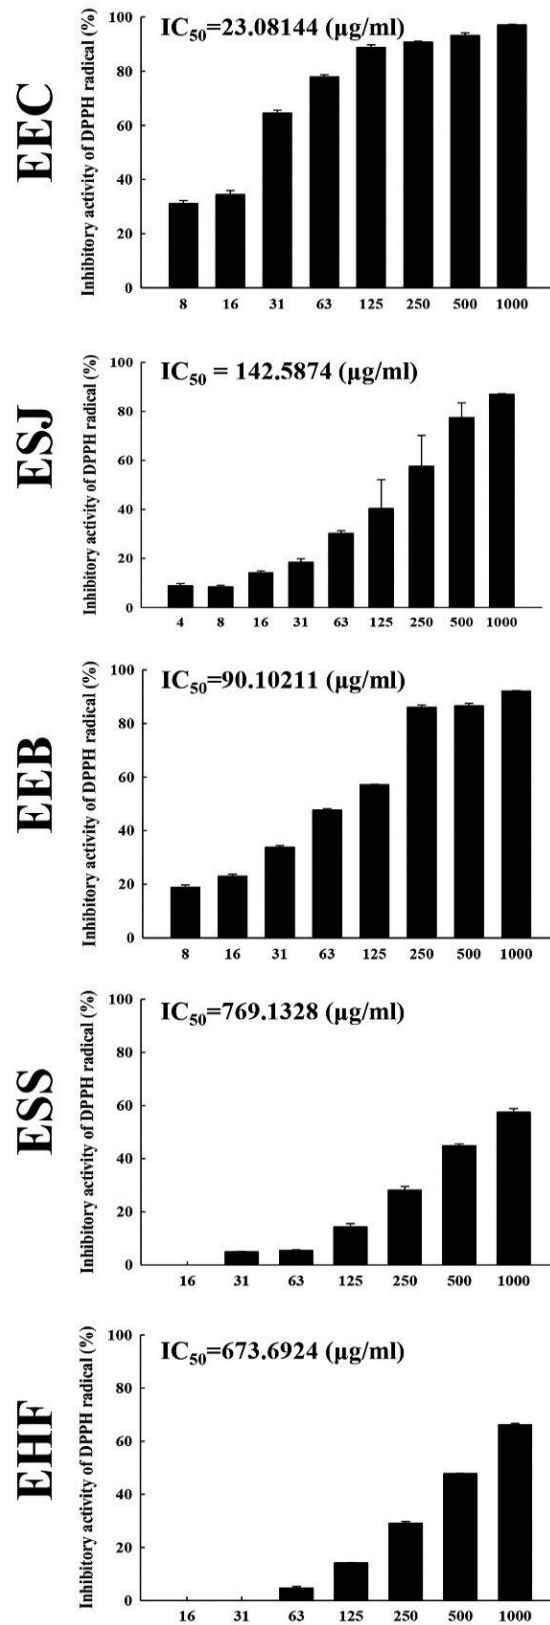 EEC
Inhibitory activity of DPPH radical (%)
IC50=23.08144 (μg/ml)
100
80
60
40
20
0
8 16 31 63 125 250 500 1000
ESJ
Inhibitory activity of DPPH radical (%)
IC50 = 142.5874 (μg/ml)
100
80
60
40
20
0
4 8 16 31 63 125 250 500 1000
EEB
Inhibitory activity of DPPH radical (%)
IC50=90.10211 (μg/ml)
100
80
60
40
20
0
8 16 31 63 125 250 500 1000
ESS
Inhibitory activity of DPPH radical (%)
IC50=769.1328 (μg/ml)
100
80
60
40
20
0
16 31 63 125 250 500 1000
EHF
Inhibitory activity of DPPH radical (%)
IC50=673.6924 (μg/ml)
100
80
60
40
20
0
16 31 63 125 250 500 1000